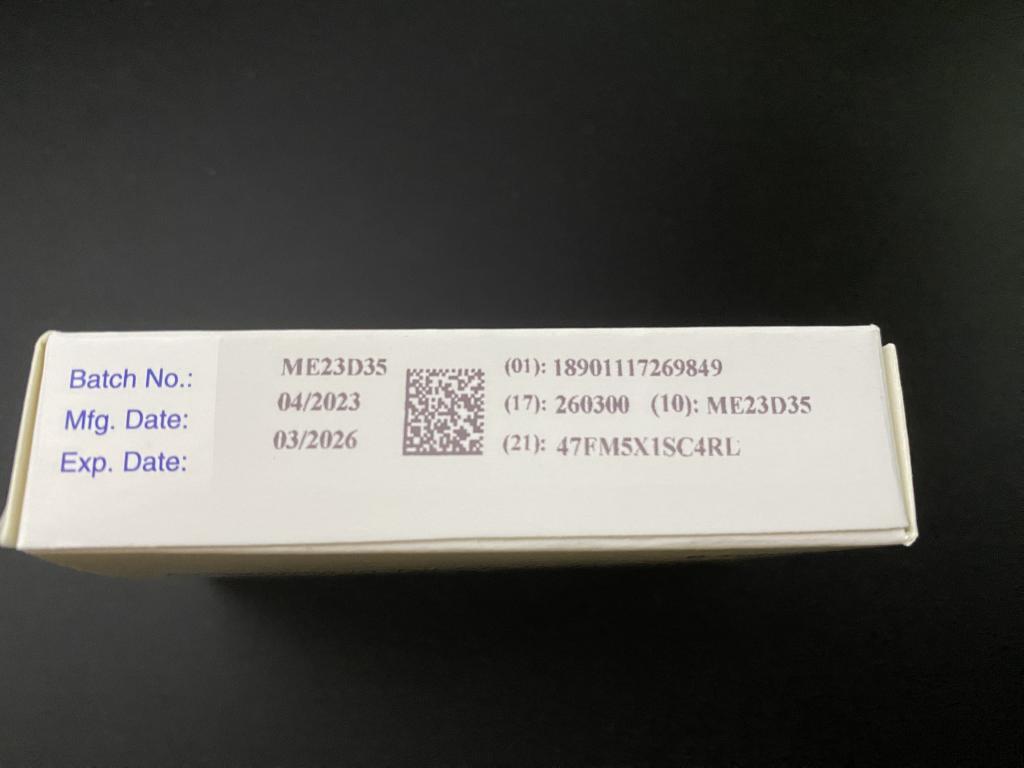 Batch No.: ME23D35
Mfg. Date: 04/2023
Exp. Date: 03/2026
(01): 18901117269849
(17): 260300 (10): ME23D35
(21): 47FM5X1SC4RL